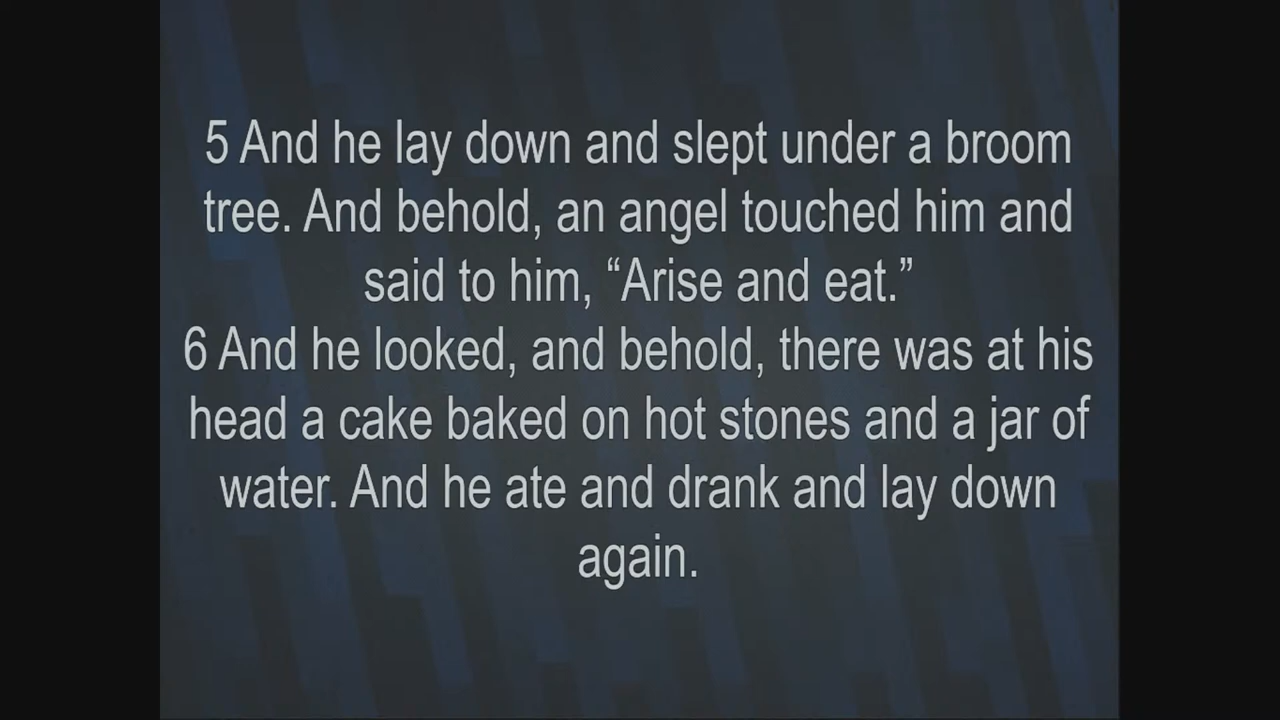 5 And he lay down and slept under a broom
tree. And behold, an angel touched him and
said to him, “Arise and eat.”
6 And he looked, and behold, there was at his
head a cake baked on hot stones and a jar of
water. And he ate and drank and lay down
again.